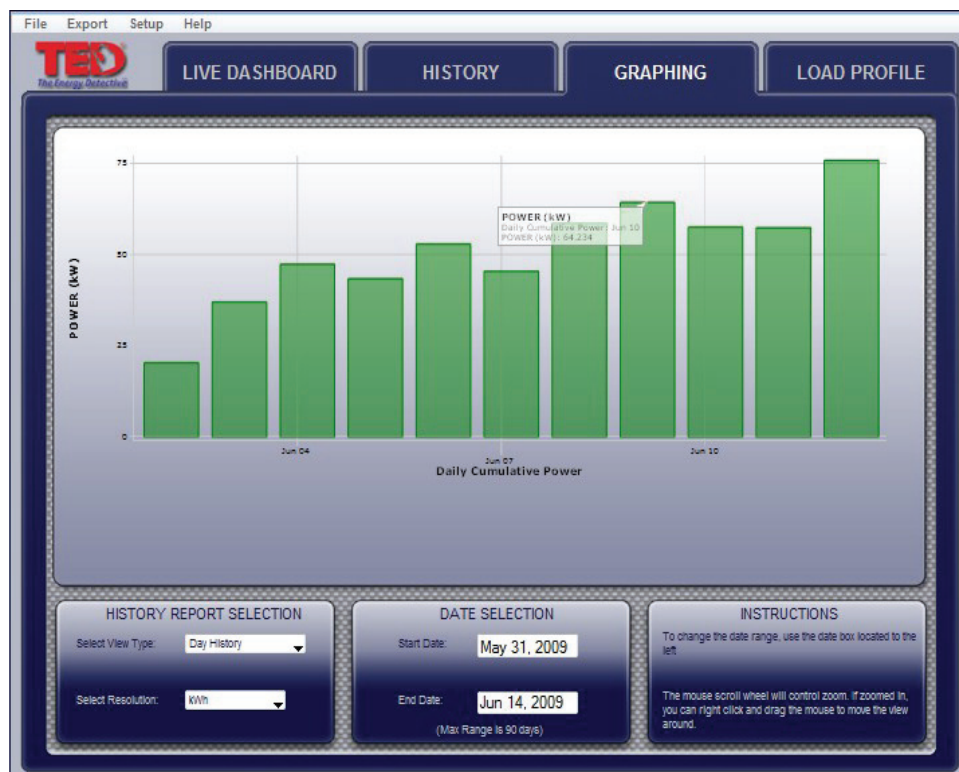 File Export Setup Help
TED
The Energy Detective
LIVE DASHBOARD
HISTORY
GRAPHING
LOAD PROFILE
75
50
25
0
POWER (kW)
POWER (kW)
Daily Cumulative Power: Jun 10
POWER (kW): 64.234
Jun 04
Jun 07
Jun 10
Daily Cumulative Power
HISTORY REPORT SELECTION
Select View Type: Day History
Select Resolution: kWh
DATE SELECTION
Start Date: May 31, 2009
End Date: Jun 14, 2009
(Max Range is 90 days)
INSTRUCTIONS
To change the date range, use the date box located to the
left
The mouse scroll wheel will control zoom. If zoomed in,
you can right click and drag the mouse to move the view
around.